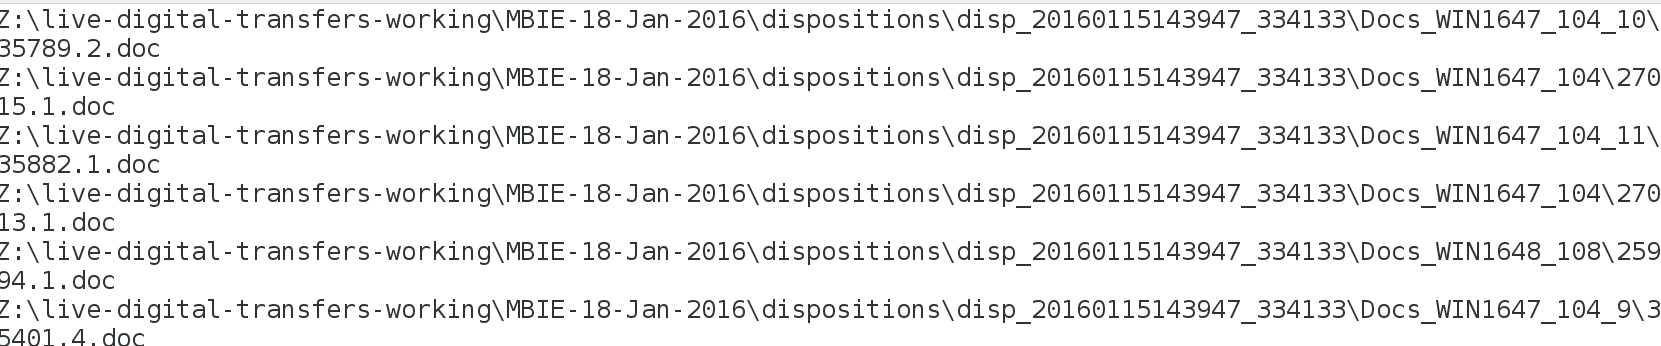 Z:\live-digital-transfers-working\MBIE-18-Jan-2016\dispositions\disp_20160115143947_334133\Docs_WIN1647_104_10\
35789.2.doc
Z:\live-digital-transfers-working\MBIE-18-Jan-2016\dispositions\disp_20160115143947_334133\Docs_WIN1647_104\270
15.1.doc
Z:\live-digital-transfers-working\MBIE-18-Jan-2016\dispositions\disp_20160115143947_334133\Docs_WIN1647_104_11\
35882.1.doc
Z:\live-digital-transfers-working\MBIE-18-Jan-2016\dispositions\disp_20160115143947_334133\Docs_WIN1647_104\270
13.1.doc
Z:\live-digital-transfers-working\MBIE-18-Jan-2016\dispositions\disp_20160115143947_334133\Docs_WIN1648_108\259
94.1.doc
Z:\live-digital-transfers-working\MBIE-18-Jan-2016\dispositions\disp_20160115143947_334133\Docs_WIN1647_104_9\3
5401.4.doc